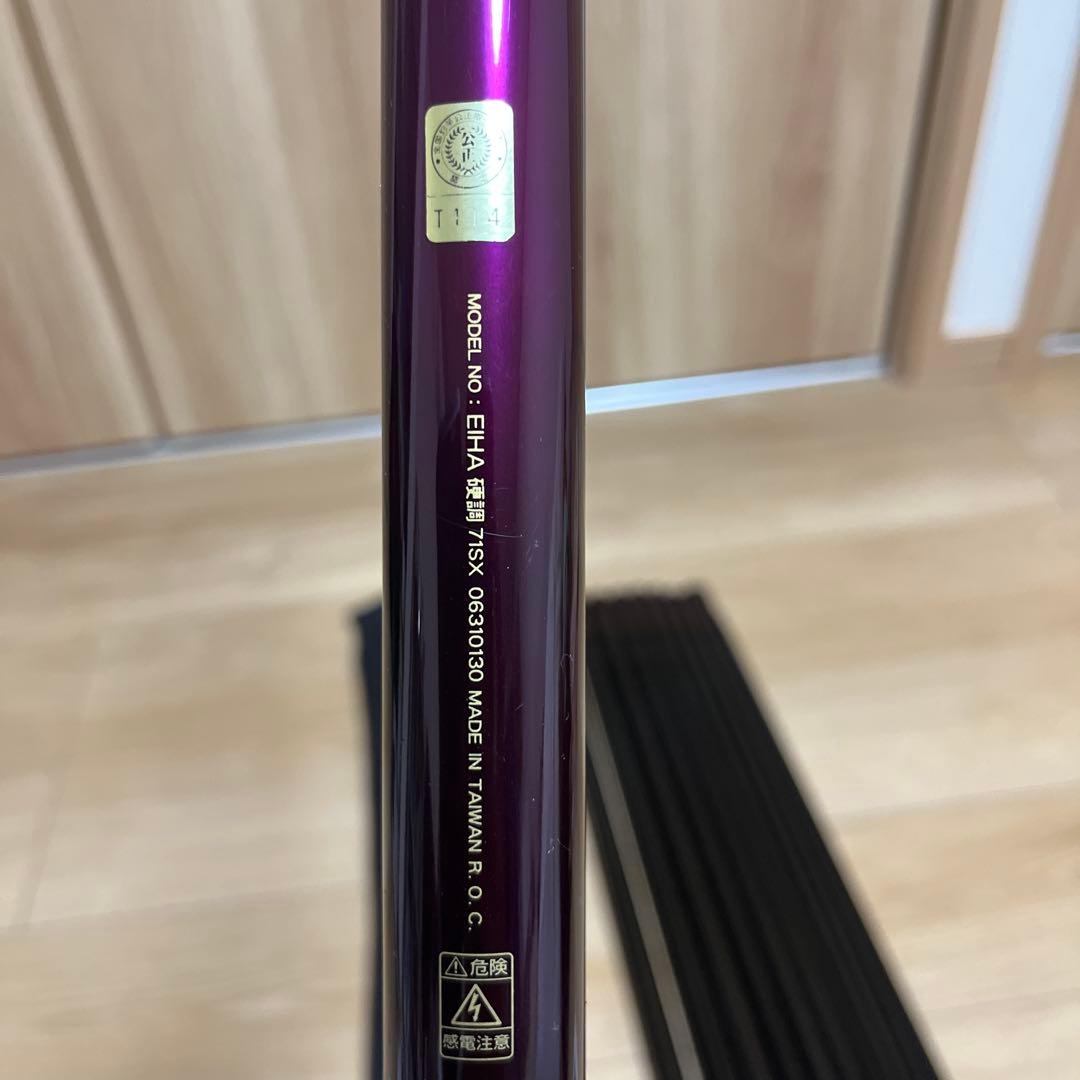 公正
T114
MODEL NO : EIHA 硬調 71SX 06310130 MADE IN TAIWAN R. O. C.
危険
感電注意